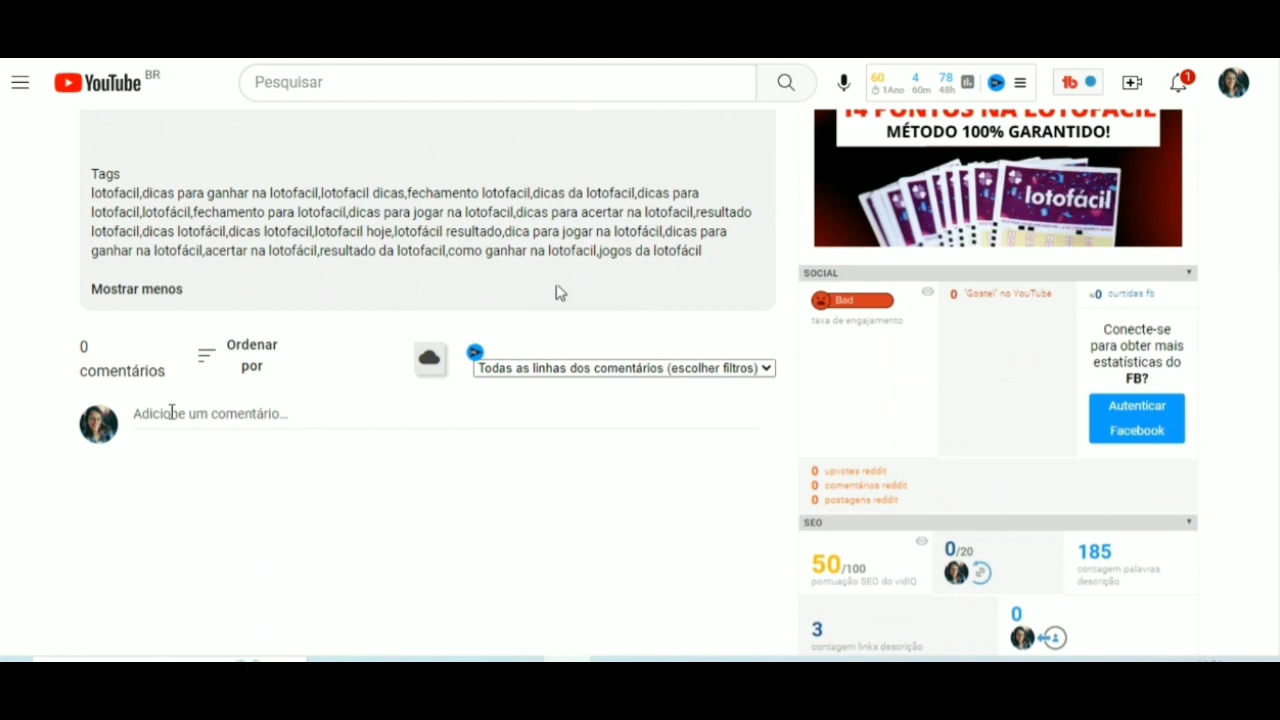 YouTube BR
Pesquisar
60 4 78
1Ano 60m 48h
1
14 PONTOS NA LOTOFACIL
MÉTODO 100% GARANTIDO!
lotofácil
Tags
lotofacil,dicas para ganhar na lotofacil,lotofacil dicas,fechamento lotofacil,dicas da lotofacil,dicas para
lotofacil,lotofácil,fechamento para lotofacil,dicas para jogar na lotofacil,dicas para acertar na lotofacil,resultado
lotofacil,dicas lotofácil,dicas lotofacil,lotofacil hoje,lotofácil resultado,dica para jogar na lotofácil,dicas para
ganhar na lotofácil,acertar na lotofácil,resultado da lotofacil,como ganhar na lotofacil,jogos da lotofácil
Mostrar menos
0
comentários
Ordenar
por
Todas as linhas dos comentários (escolher filtros)
Adicione um comentário...
SOCIAL
Bad
taxa de engajamento
0 "Gostei" no YouTube
N0 curtidas fb
Conecte-se
para obter mais
estatísticas do
FB?
Autenticar
Facebook
0 upvotes reddit
0 comentários reddit
0 postagens reddit
SEO
50/100
pontuação SEO do vidIQ
0/20
185
contagem palavras
descrição
3
contagem links descrição
0